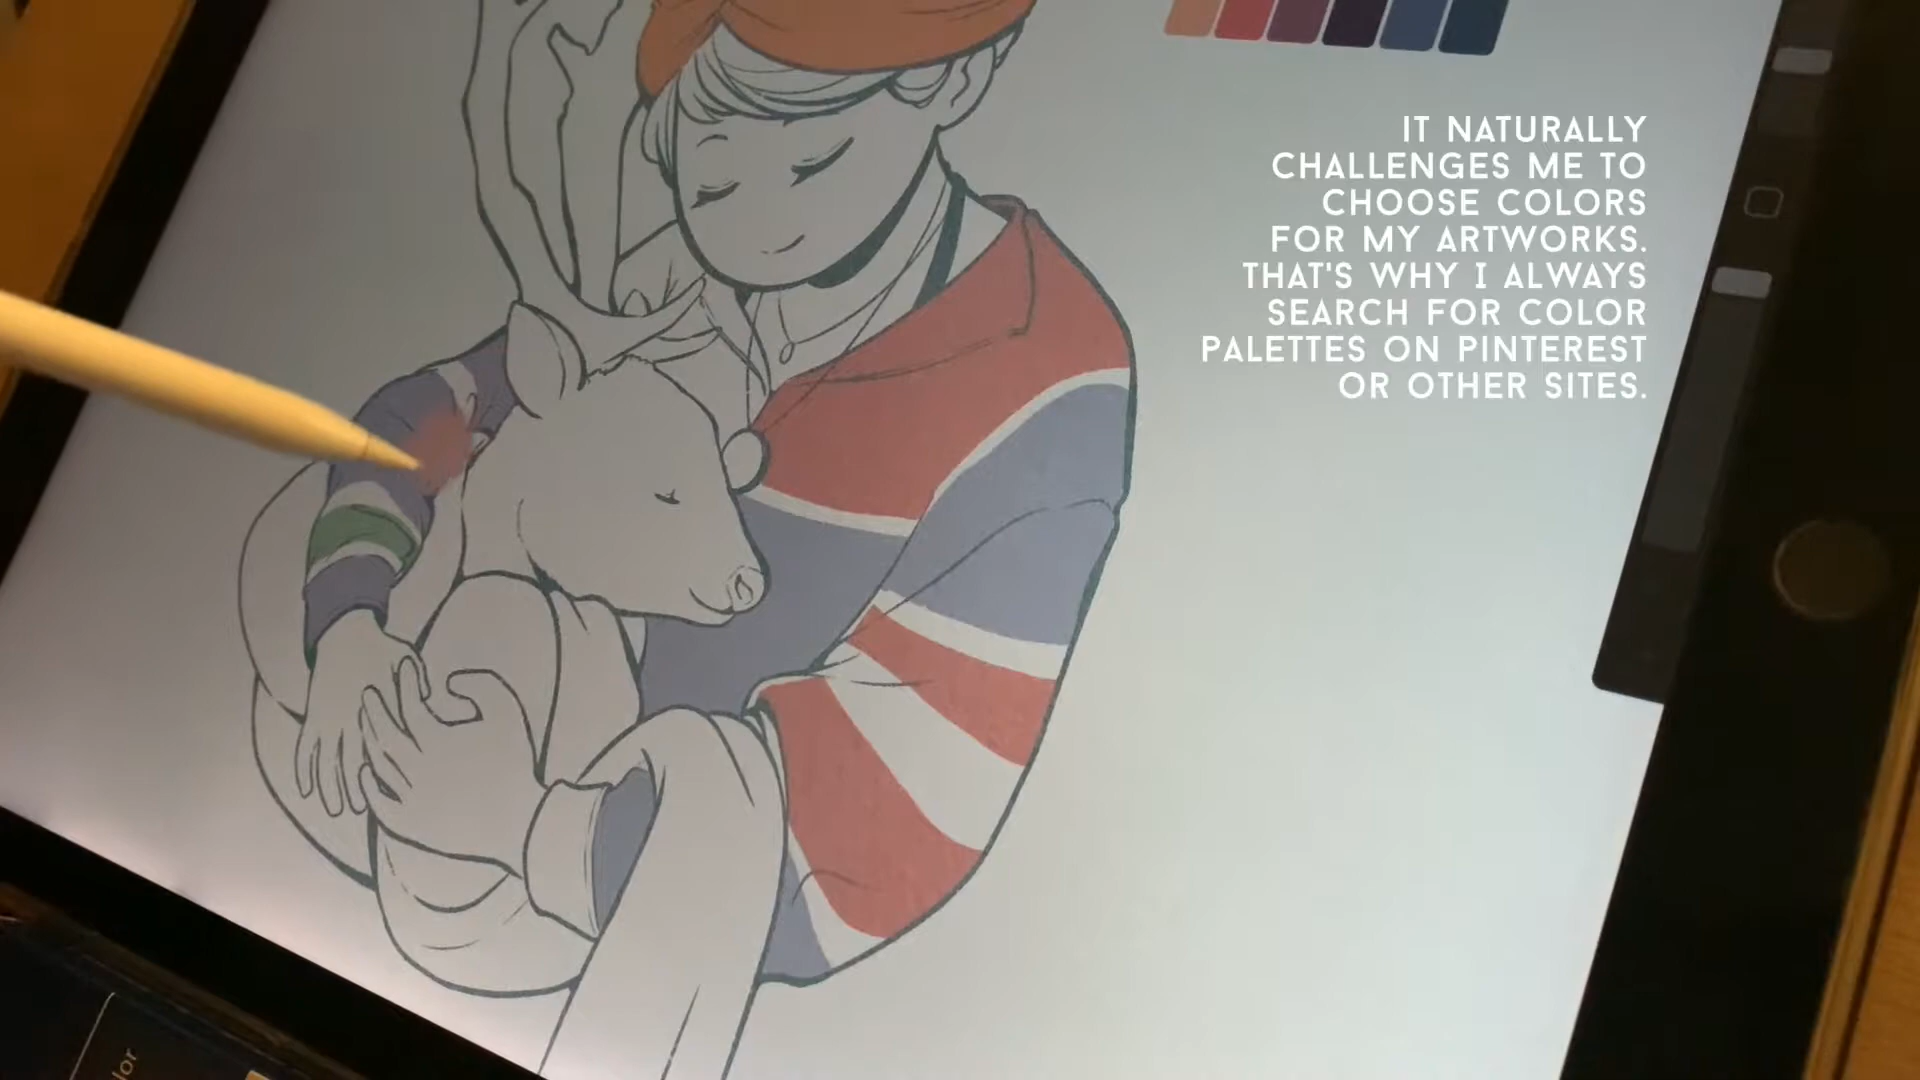 IT NATURALLY
CHALLENGES ME TO
CHOOSE COLORS
FOR MY ARTWORKS.
THAT'S WHY I ALWAYS
SEARCH FOR COLOR
PALETTES ON PINTEREST
OR OTHER SITES.